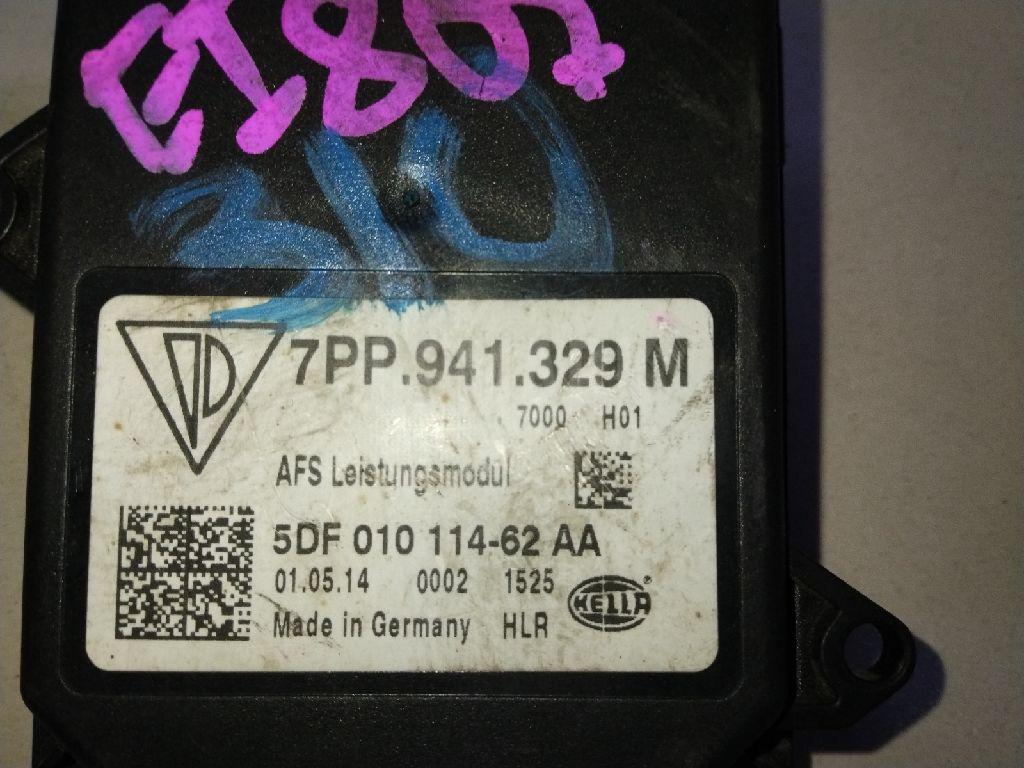 310
7PP.941.329 M
7000 H01
AFS Leistungsmodul
5DF 010 114-62 AA
01.05.14 0002 1525
HELLA
Made in Germany HLR